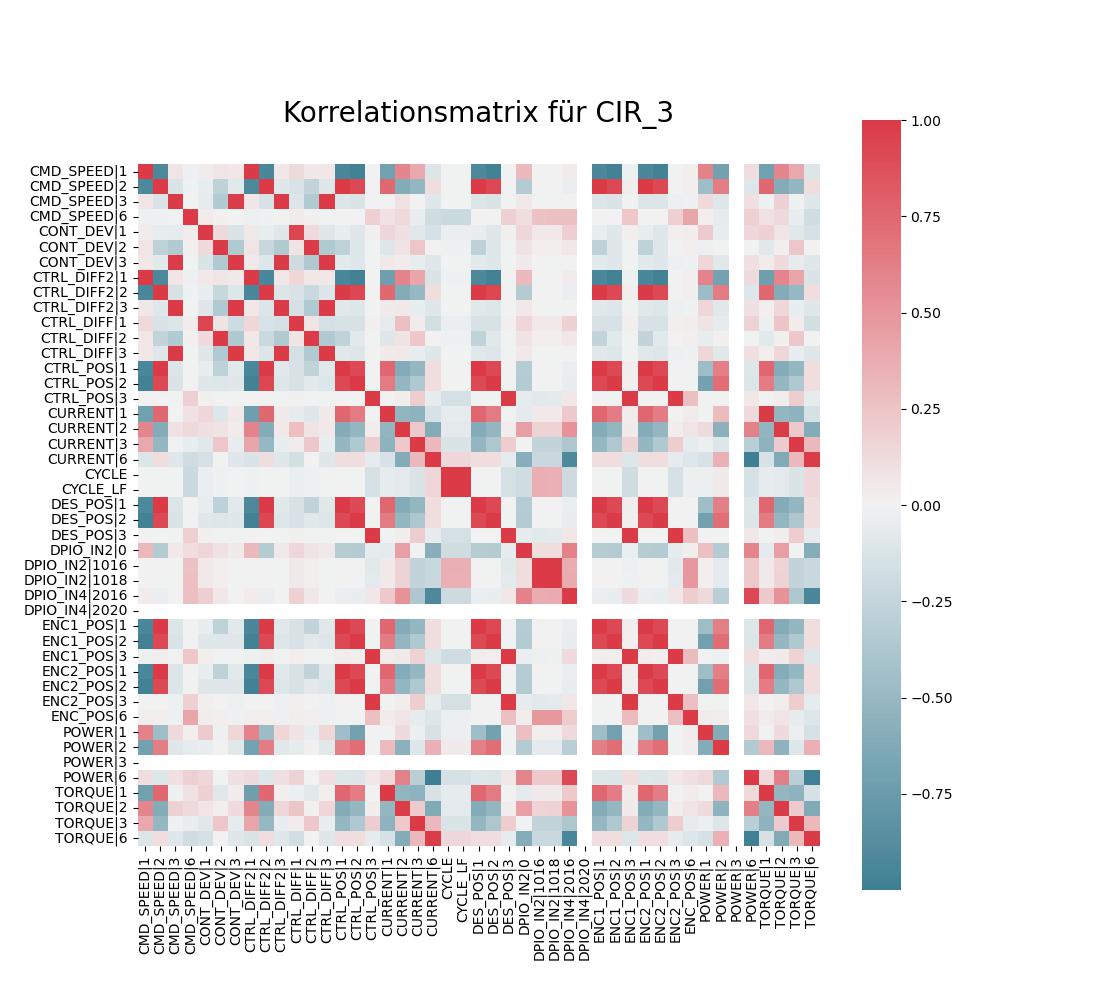 Korrelationsmatrix für CIR_3
CMD_SPEED|1
CMD_SPEED|2
CMD_SPEED|3
CMD_SPEED|6
CONT_DEV|1
CONT_DEV|2
CONT_DEV|3
CTRL_DIFF2|1
CTRL_DIFF2|2
CTRL_DIFF2|3
CTRL_DIFF|1
CTRL_DIFF|2
CTRL_DIFF|3
CTRL_POS|1
CTRL_POS|2
CTRL_POS|3
CURRENT|1
CURRENT|2
CURRENT|3
CURRENT|6
CYCLE
CYCLE_LF
DES_POS|1
DES_POS|2
DES_POS|3
DPIO_IN2|0
DPIO_IN2|1016
DPIO_IN2|1018
DPIO_IN4|2016
DPIO_IN4|2020
ENC1_POS|1
ENC1_POS|2
ENC1_POS|3
ENC2_POS|1
ENC2_POS|2
ENC2_POS|3
ENC_POS|6
POWER|1
POWER|2
POWER|3
POWER|6
TORQUE|1
TORQUE|2
TORQUE|3
TORQUE|6
CMD_SPEED|1
CMD_SPEED|2
CMD_SPEED|3
CMD_SPEED|6
CONT_DEV|1
CONT_DEV|2
CONT_DEV|3
CTRL_DIFF2|1
CTRL_DIFF2|2
CTRL_DIFF2|3
CTRL_DIFF|1
CTRL_DIFF|2
CTRL_DIFF|3
CTRL_POS|1
CTRL_POS|2
CTRL_POS|3
CURRENT|1
CURRENT|2
CURRENT|3
CURRENT|6
CYCLE
CYCLE_LF
DES_POS|1
DES_POS|2
DES_POS|3
DPIO_IN2|0
DPIO_IN2|1016
DPIO_IN2|1018
DPIO_IN4|2016
DPIO_IN4|2020
ENC1_POS|1
ENC1_POS|2
ENC1_POS|3
ENC2_POS|1
ENC2_POS|2
ENC2_POS|3
ENC_POS|6
POWER|1
POWER|2
POWER|3
POWER|6
TORQUE|1
TORQUE|2
TORQUE|3
TORQUE|6
1.00
0.75
0.50
0.25
0.00
−0.25
−0.50
−0.75